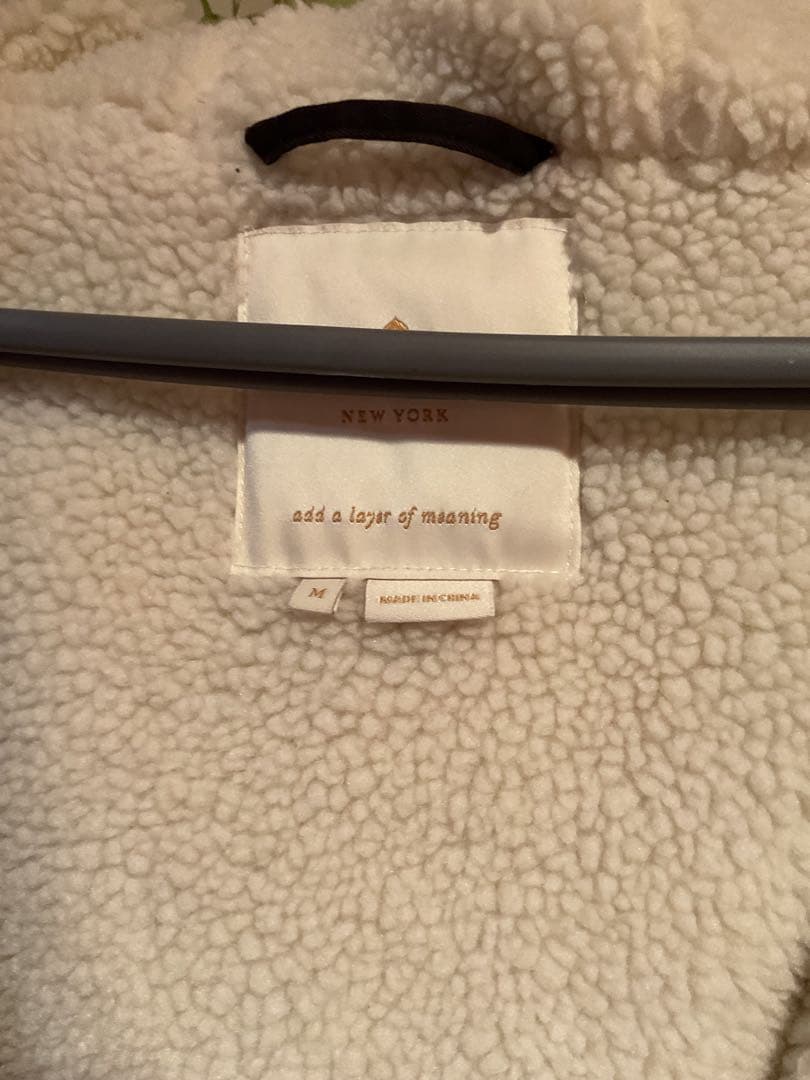 NEW YORK
add a layer of meaning
M
MADE IN CHINA